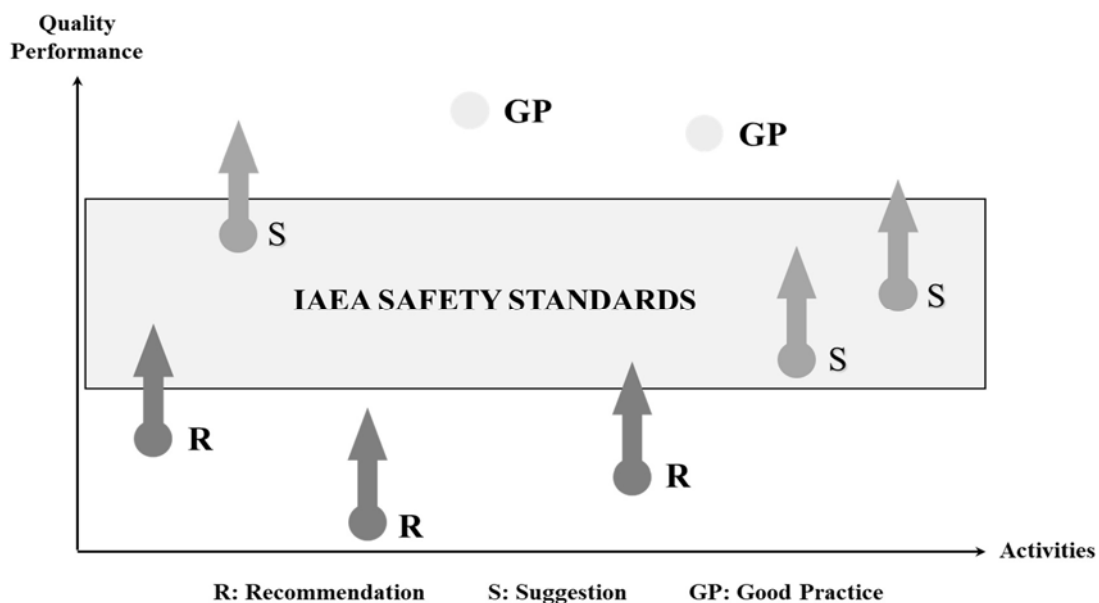 Quality
Performance
GP
GP
S
IAEA SAFETY STANDARDS
S
S
R
R
R
Activities
R: Recommendation S: Suggestion GP: Good Practice